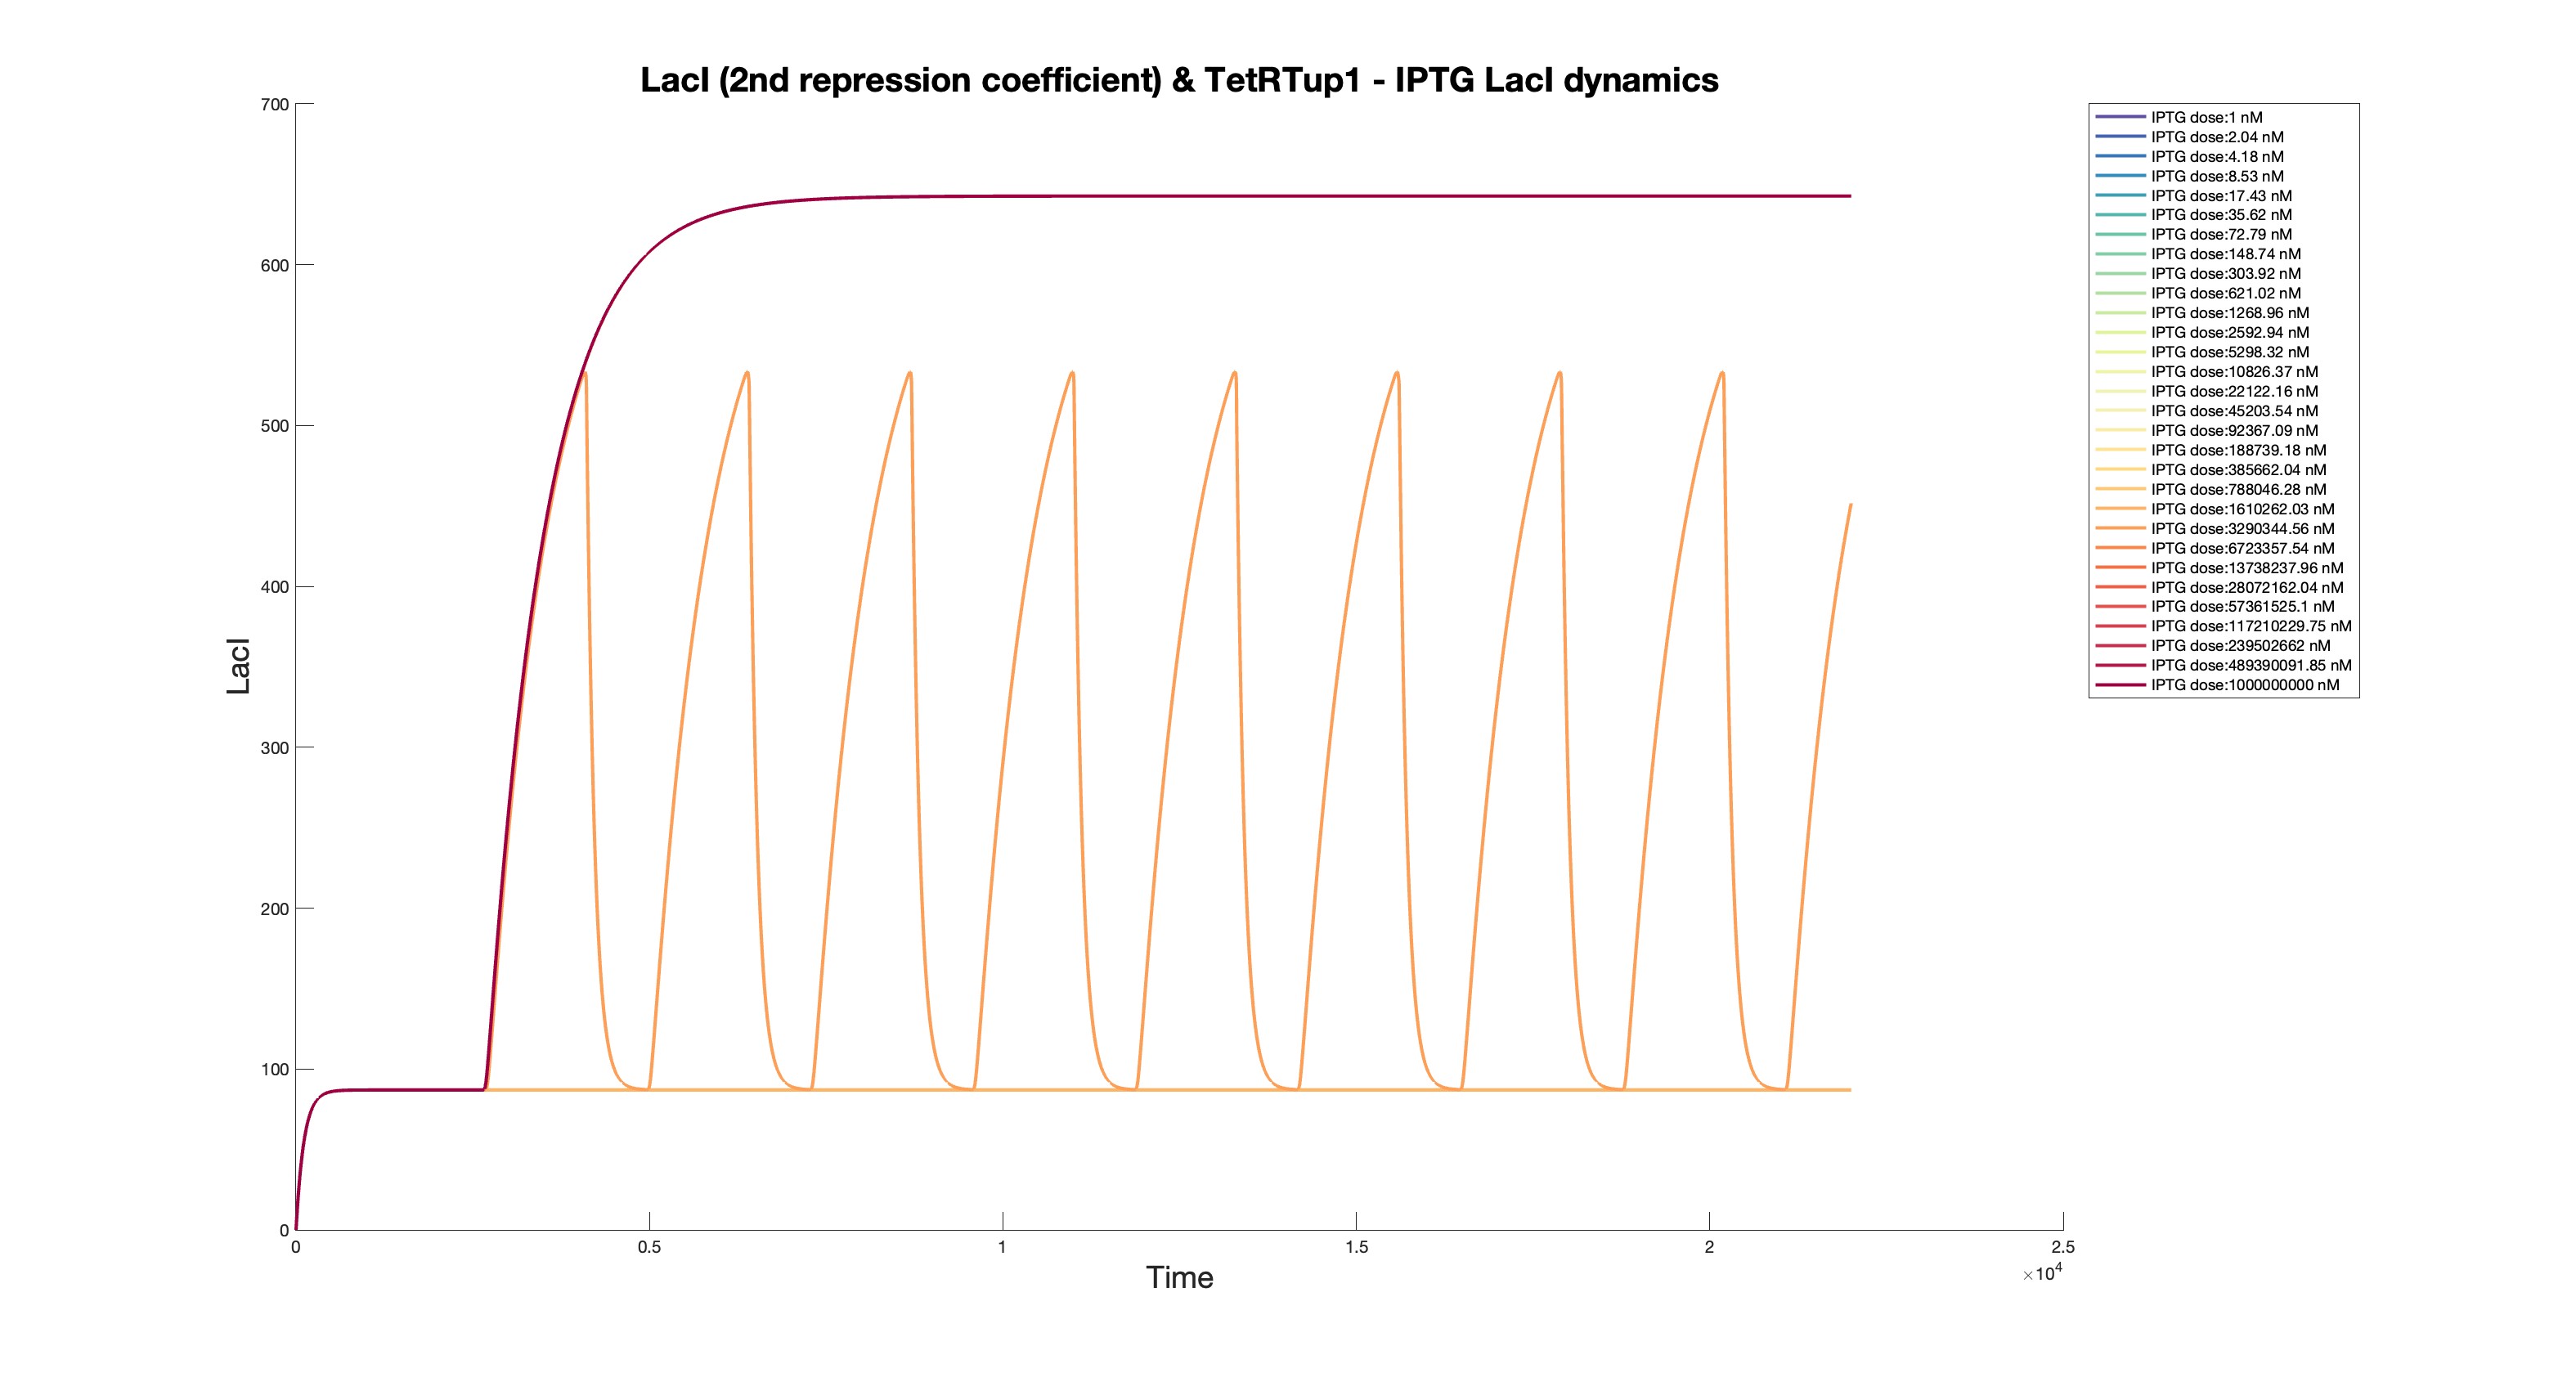 LacI (2nd repression coefficient) & TetRTup1 - IPTG LacI dynamics
700
600
500
400
300
200
100
0
LacI
0
0.5
1
1.5
2
2.5
×10^4
Time
IPTG dose:1 nM
IPTG dose:2.04 nM
IPTG dose:4.18 nM
IPTG dose:8.53 nM
IPTG dose:17.43 nM
IPTG dose:35.62 nM
IPTG dose:72.79 nM
IPTG dose:148.74 nM
IPTG dose:303.92 nM
IPTG dose:621.02 nM
IPTG dose:1268.96 nM
IPTG dose:2592.94 nM
IPTG dose:5298.32 nM
IPTG dose:10826.37 nM
IPTG dose:22122.16 nM
IPTG dose:45203.54 nM
IPTG dose:92367.09 nM
IPTG dose:188739.18 nM
IPTG dose:385662.04 nM
IPTG dose:788046.28 nM
IPTG dose:1610262.03 nM
IPTG dose:3290344.56 nM
IPTG dose:6723357.54 nM
IPTG dose:13738237.96 nM
IPTG dose:28072162.04 nM
IPTG dose:57361525.1 nM
IPTG dose:117210229.75 nM
IPTG dose:239502662 nM
IPTG dose:489390091.85 nM
IPTG dose:1000000000 nM